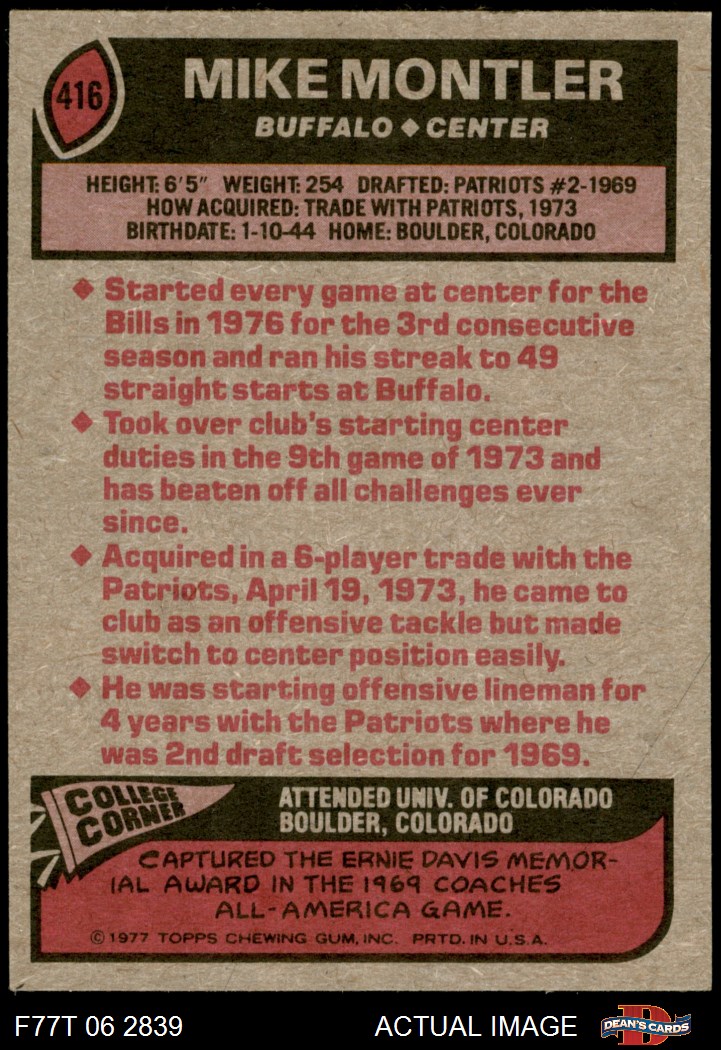 416
MIKE MONTLER
BUFFALO ◆ CENTER
HEIGHT: 6'5" WEIGHT: 254 DRAFTED: PATRIOTS #2-1969
HOW ACQUIRED: TRADE WITH PATRIOTS, 1973
BIRTHDATE: 1-10-44 HOME: BOULDER, COLORADO
◆ Started every game at center for the
Bills in 1976 for the 3rd consecutive
season and ran his streak to 49
straight starts at Buffalo.
◆ Took over club's starting center
duties in the 9th game of 1973 and
has beaten off all challenges ever
since.
◆ Acquired in a 6-player trade with the
Patriots, April 19, 1973, he came to
club as an offensive tackle but made
switch to center position easily.
◆ He was starting offensive lineman for
4 years with the Patriots where he
was 2nd draft selection for 1969.
COLLEGE
CORNER
ATTENDED UNIV. OF COLORADO
BOULDER, COLORADO
CAPTURED THE ERNIE DAVIS MEMOR-
IAL AWARD IN THE 1969 COACHES
ALL-AMERICA GAME.
© 1977 TOPPS CHEWING GUM, INC. PRTD. IN U.S.A.
F77T 06 2839
ACTUAL IMAGE
D
DEAN'S CARDS